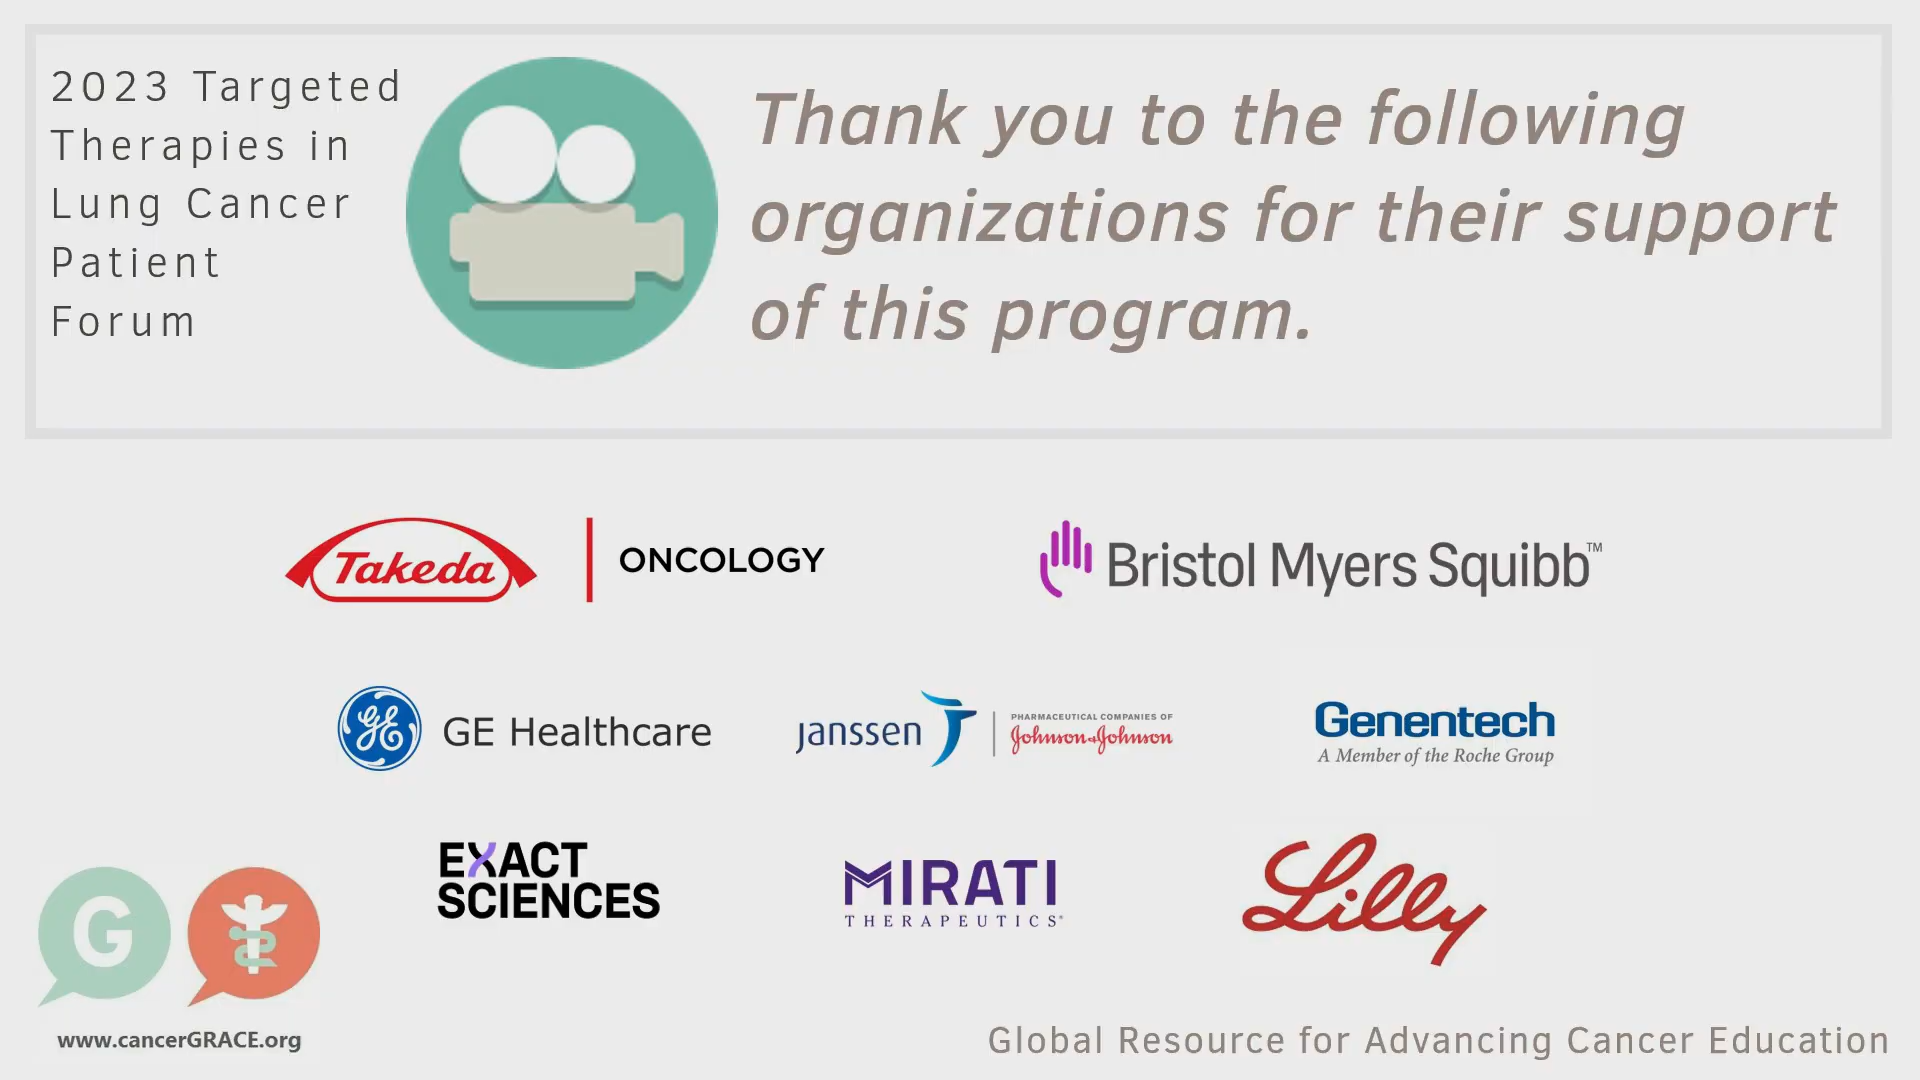 2023 Targeted
Therapies in
Lung Cancer
Patient
Forum
Thank you to the following
organizations for their support
of this program.
Takeda ONCOLOGY
Bristol Myers Squibb™
GE GE Healthcare
janssen PHARMACEUTICAL COMPANIES OF
Johnson & Johnson
Genentech
A Member of the Roche Group
EXACT
SCIENCES
MIRATI
THERAPEUTICS®
Lilly
G
www.cancerGRACE.org
Global Resource for Advancing Cancer Education